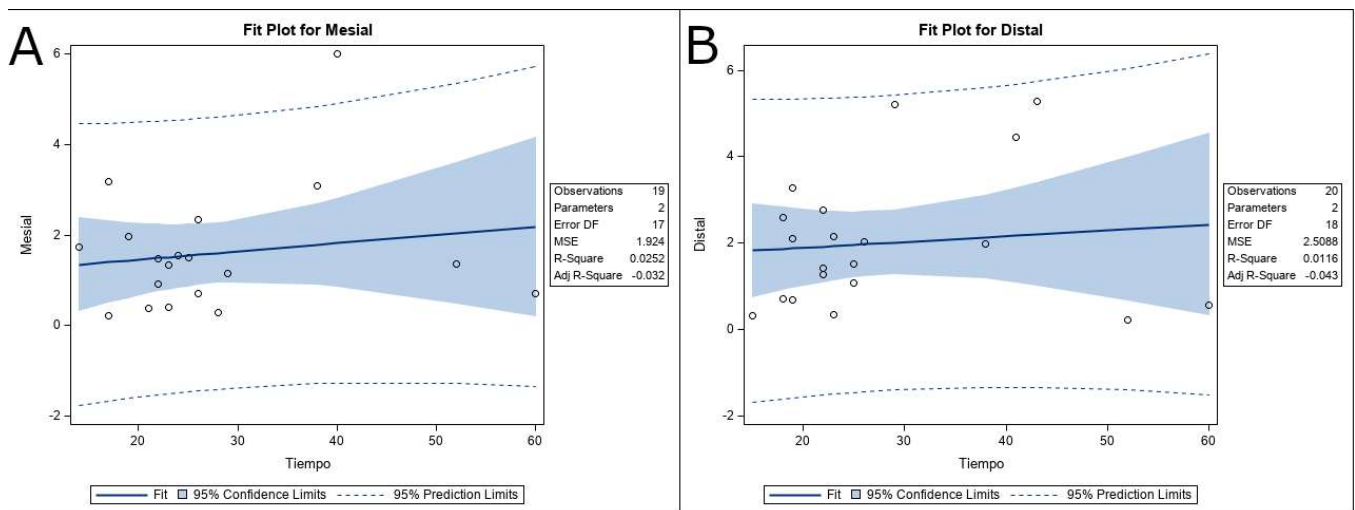 A
Fit Plot for Mesial
6
4
2
0
-2
Mesial
20 30 40 50 60
Tiempo
Observations 19
Parameters 2
Error DF 17
MSE 1.924
R-Square 0.0252
Adj R-Square -0.032
Fit 95% Confidence Limits 95% Prediction Limits
B
Fit Plot for Distal
6
4
2
0
-2
Distal
20 30 40 50 60
Tiempo
Observations 20
Parameters 2
Error DF 18
MSE 2.5088
R-Square 0.0116
Adj R-Square -0.043
Fit 95% Confidence Limits 95% Prediction Limits